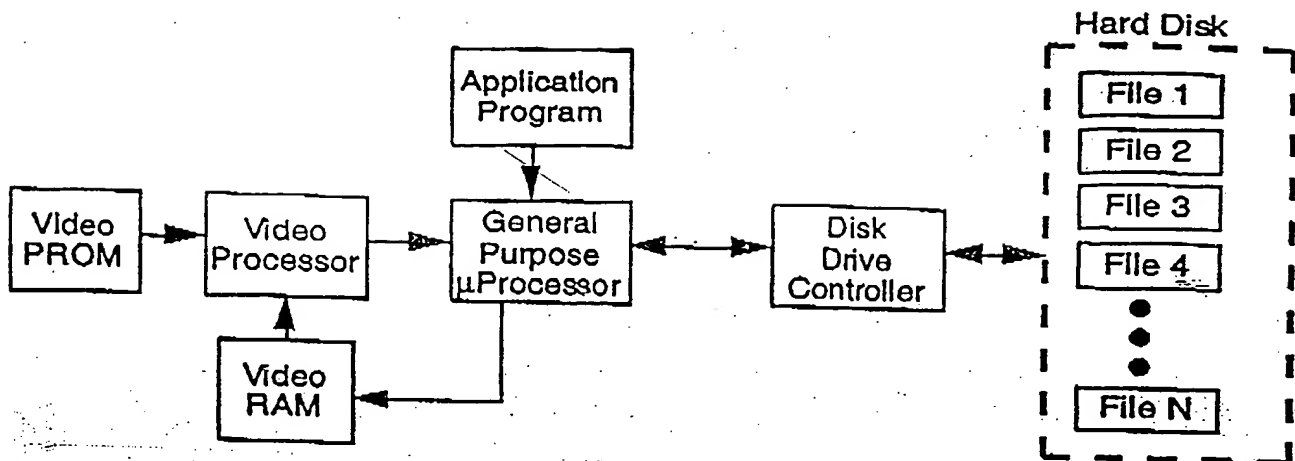 Hard Disk
Application
Program
File 1
File 2
File 3
File 4
File N
Video
PROM
Video
Processor
General
Purpose
µProcessor
Disk
Drive
Controller
Video
RAM